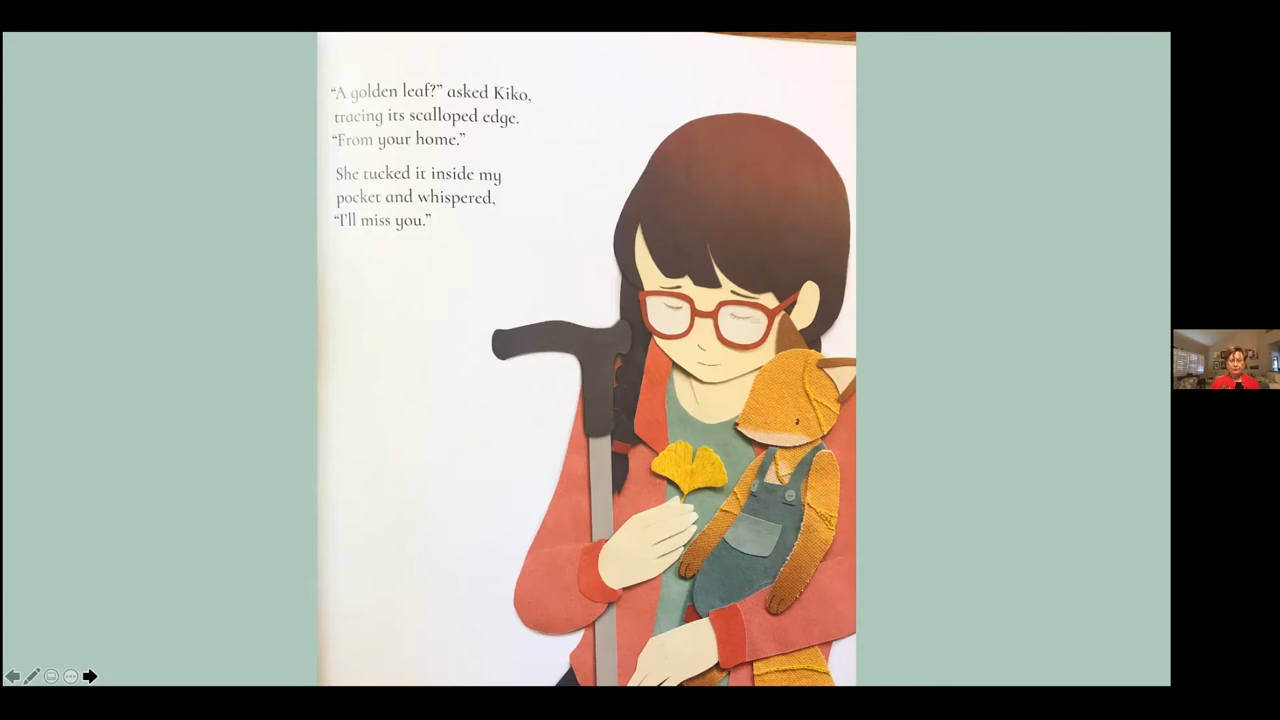 “A golden leaf?” asked Kiko,
tracing its scalloped edge.
“From your home.”
She tucked it inside my
pocket and whispered,
“I’ll miss you.”